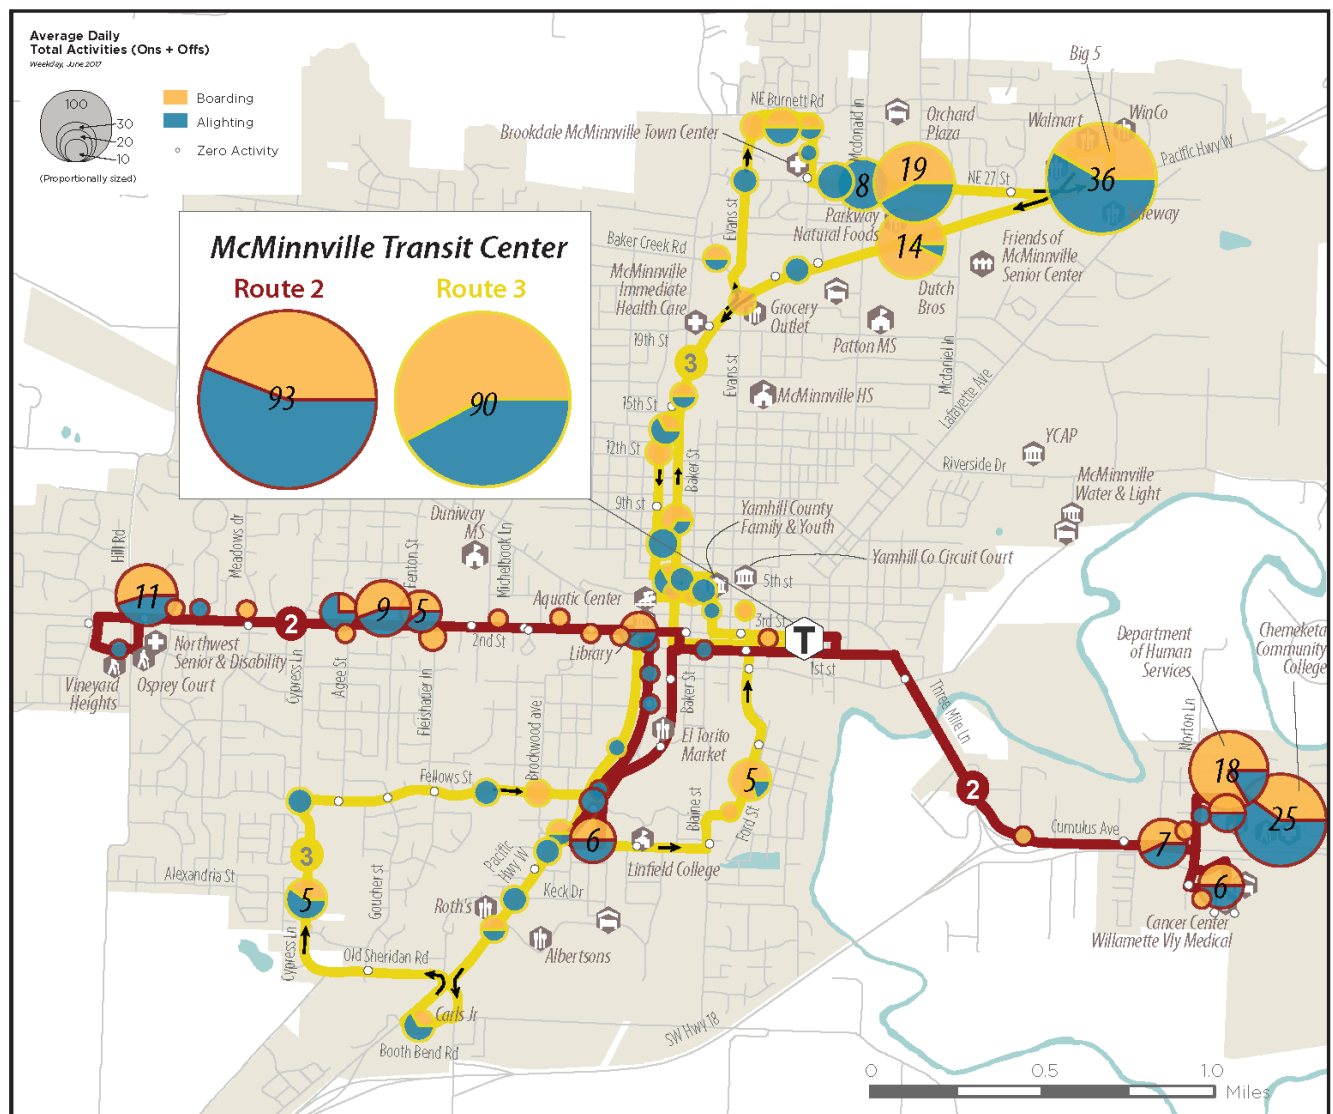 Average Daily
Total Activities (Ons + Offs)
Weekday, June 2017
100
30
20
10
(Proportionally sized)
Boarding
Alighting
Zero Activity
McMinnville Transit Center
Route 2
Route 3
93
90
Big 5
NE Burnett Rd
Brookdale McMinnville Town Center
Mcdonald ln
Orchard
Plaza
Walmart
WinCo
Pacific Hwy W
8
19
NE 27 St
36
Safeway
Parkway
Natural Foods
14
Evans st
Baker Creek Rd
McMinnville
Immediate
Health Care
Friends of
McMinnville
Senior Center
Dutch
Bros
Grocery
Outlet
Patton MS
19th St
3
Evans st
Mcdaniel ln
Lafayette Ave
McMinnville HS
15th St
12th St
Baker St
YCAP
Riverside Dr
McMinnville
Water & Light
9th st
Yamhill County
Family & Youth
Yamhill Co Circuit Court
5th st
Duniway
MS
Michelbook Ln
Hill Rd
Meadows dr
Fenton St
Aquatic Center
11
9
5
2
2nd St
Library
3rd St
T
1st st
Northwest
Senior & Disability
Vineyard
Heights
Osprey Court
Cypress Ln
Agee St
Fleishauer ln
Baker St
Three Mile Ln
Department
of Human
Services
Chemeketa
Community
College
Norton Ln
El Torito
Market
Brockwood ave
Fellows St
5
Blaine st
Ford St
2
Cumulus Ave
18
25
7
6
Cancer Center
Willamette Vly Medical
6
Linfield College
Pacific
Hwy W
Keck Dr
3
Alexandria St
5
Goucher st
Roth's
Albertsons
Cypress Ln
Old Sheridan Rd
Carls Jr
Booth Bend Rd
SW Hwy 18
0
0.5
1.0
Miles